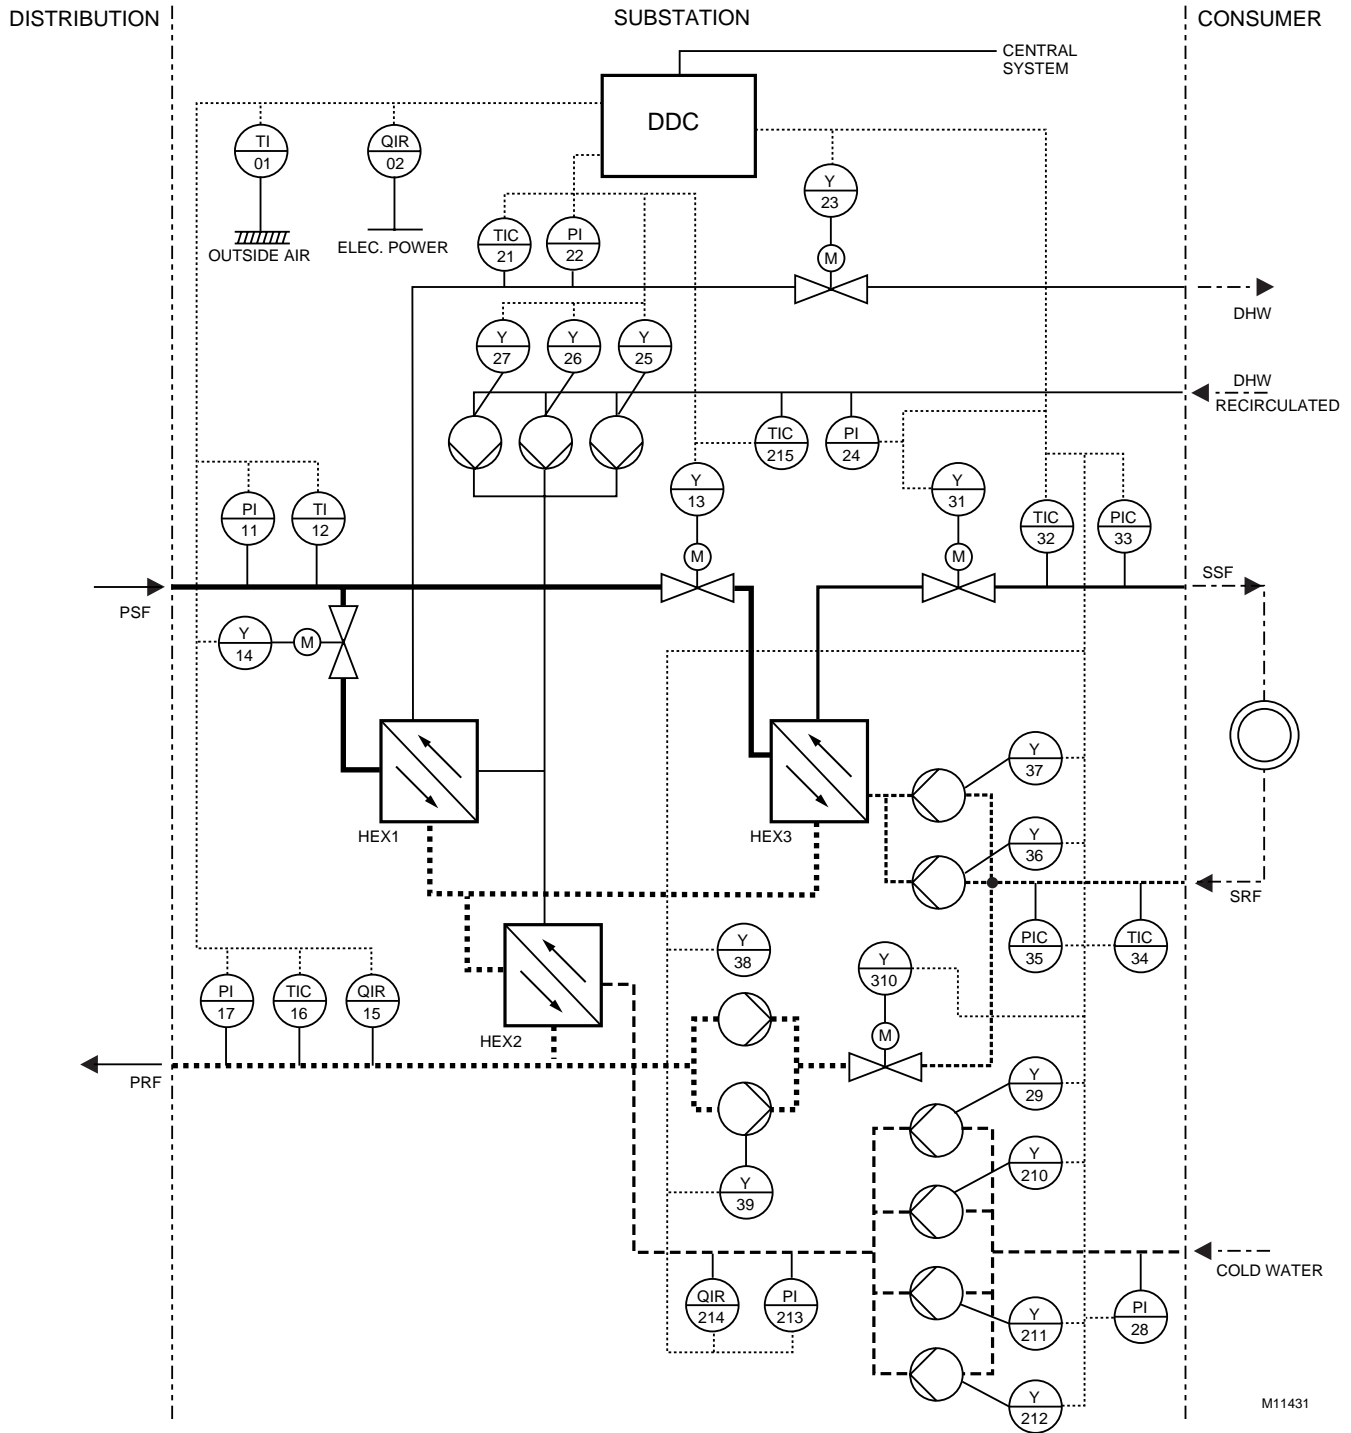 DISTRIBUTION
SUBSTATION
CONSUMER
CENTRAL
SYSTEM
DDC
TI
01
QIR
02
Y
23
OUTSIDE AIR
ELEC. POWER
TIC
21
PI
22
M
DHW
Y
27
Y
26
Y
25
DHW
RECIRCULATED
TIC
215
PI
24
Y
13
Y
31
PI
11
TI
12
TIC
32
PIC
33
M
M
PSF
SSF
Y
14
M
HEX1
HEX3
Y
37
Y
36
SRF
PIC
35
TIC
34
Y
38
Y
310
PI
17
TIC
16
QIR
15
HEX2
M
PRF
Y
29
Y
210
Y
39
COLD WATER
QIR
214
PI
213
Y
211
PI
28
Y
212
M11431